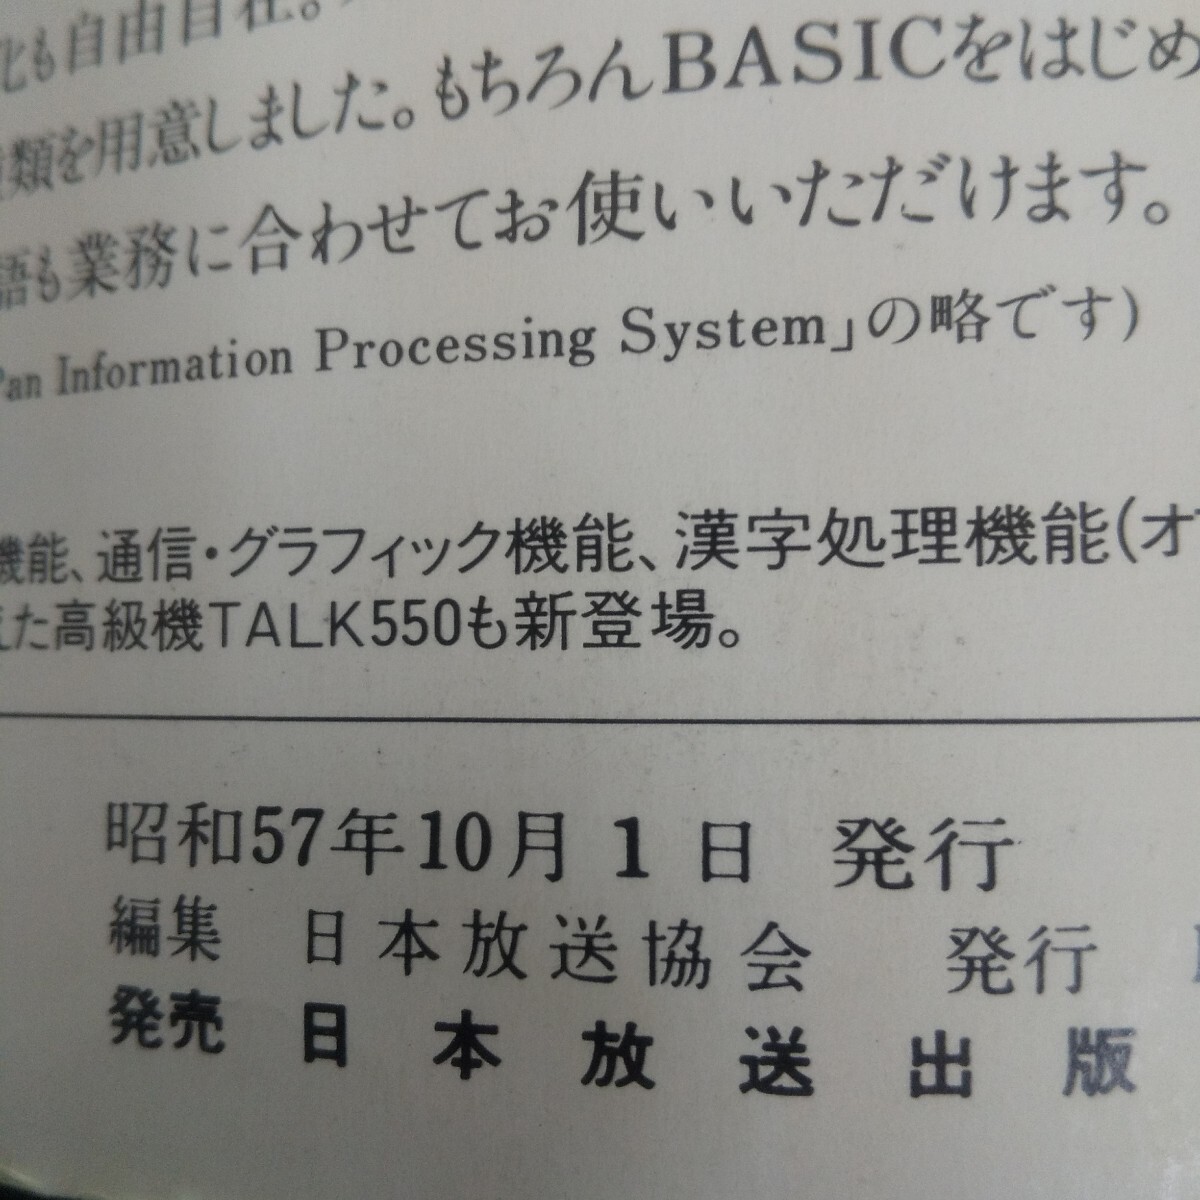 化も自由自在。
類を用意しました。もちろんBASICをはじめ
語も業務に合わせてお使いいただけます。
Pan Information Processing System」の略です)
機能、通信・グラフィック機能、漢字処理機能(オ
えた高級機TALK550も新登場。
昭和57年10月1日 発行
編集 日本放送協会 発行
発売 日本放送出版